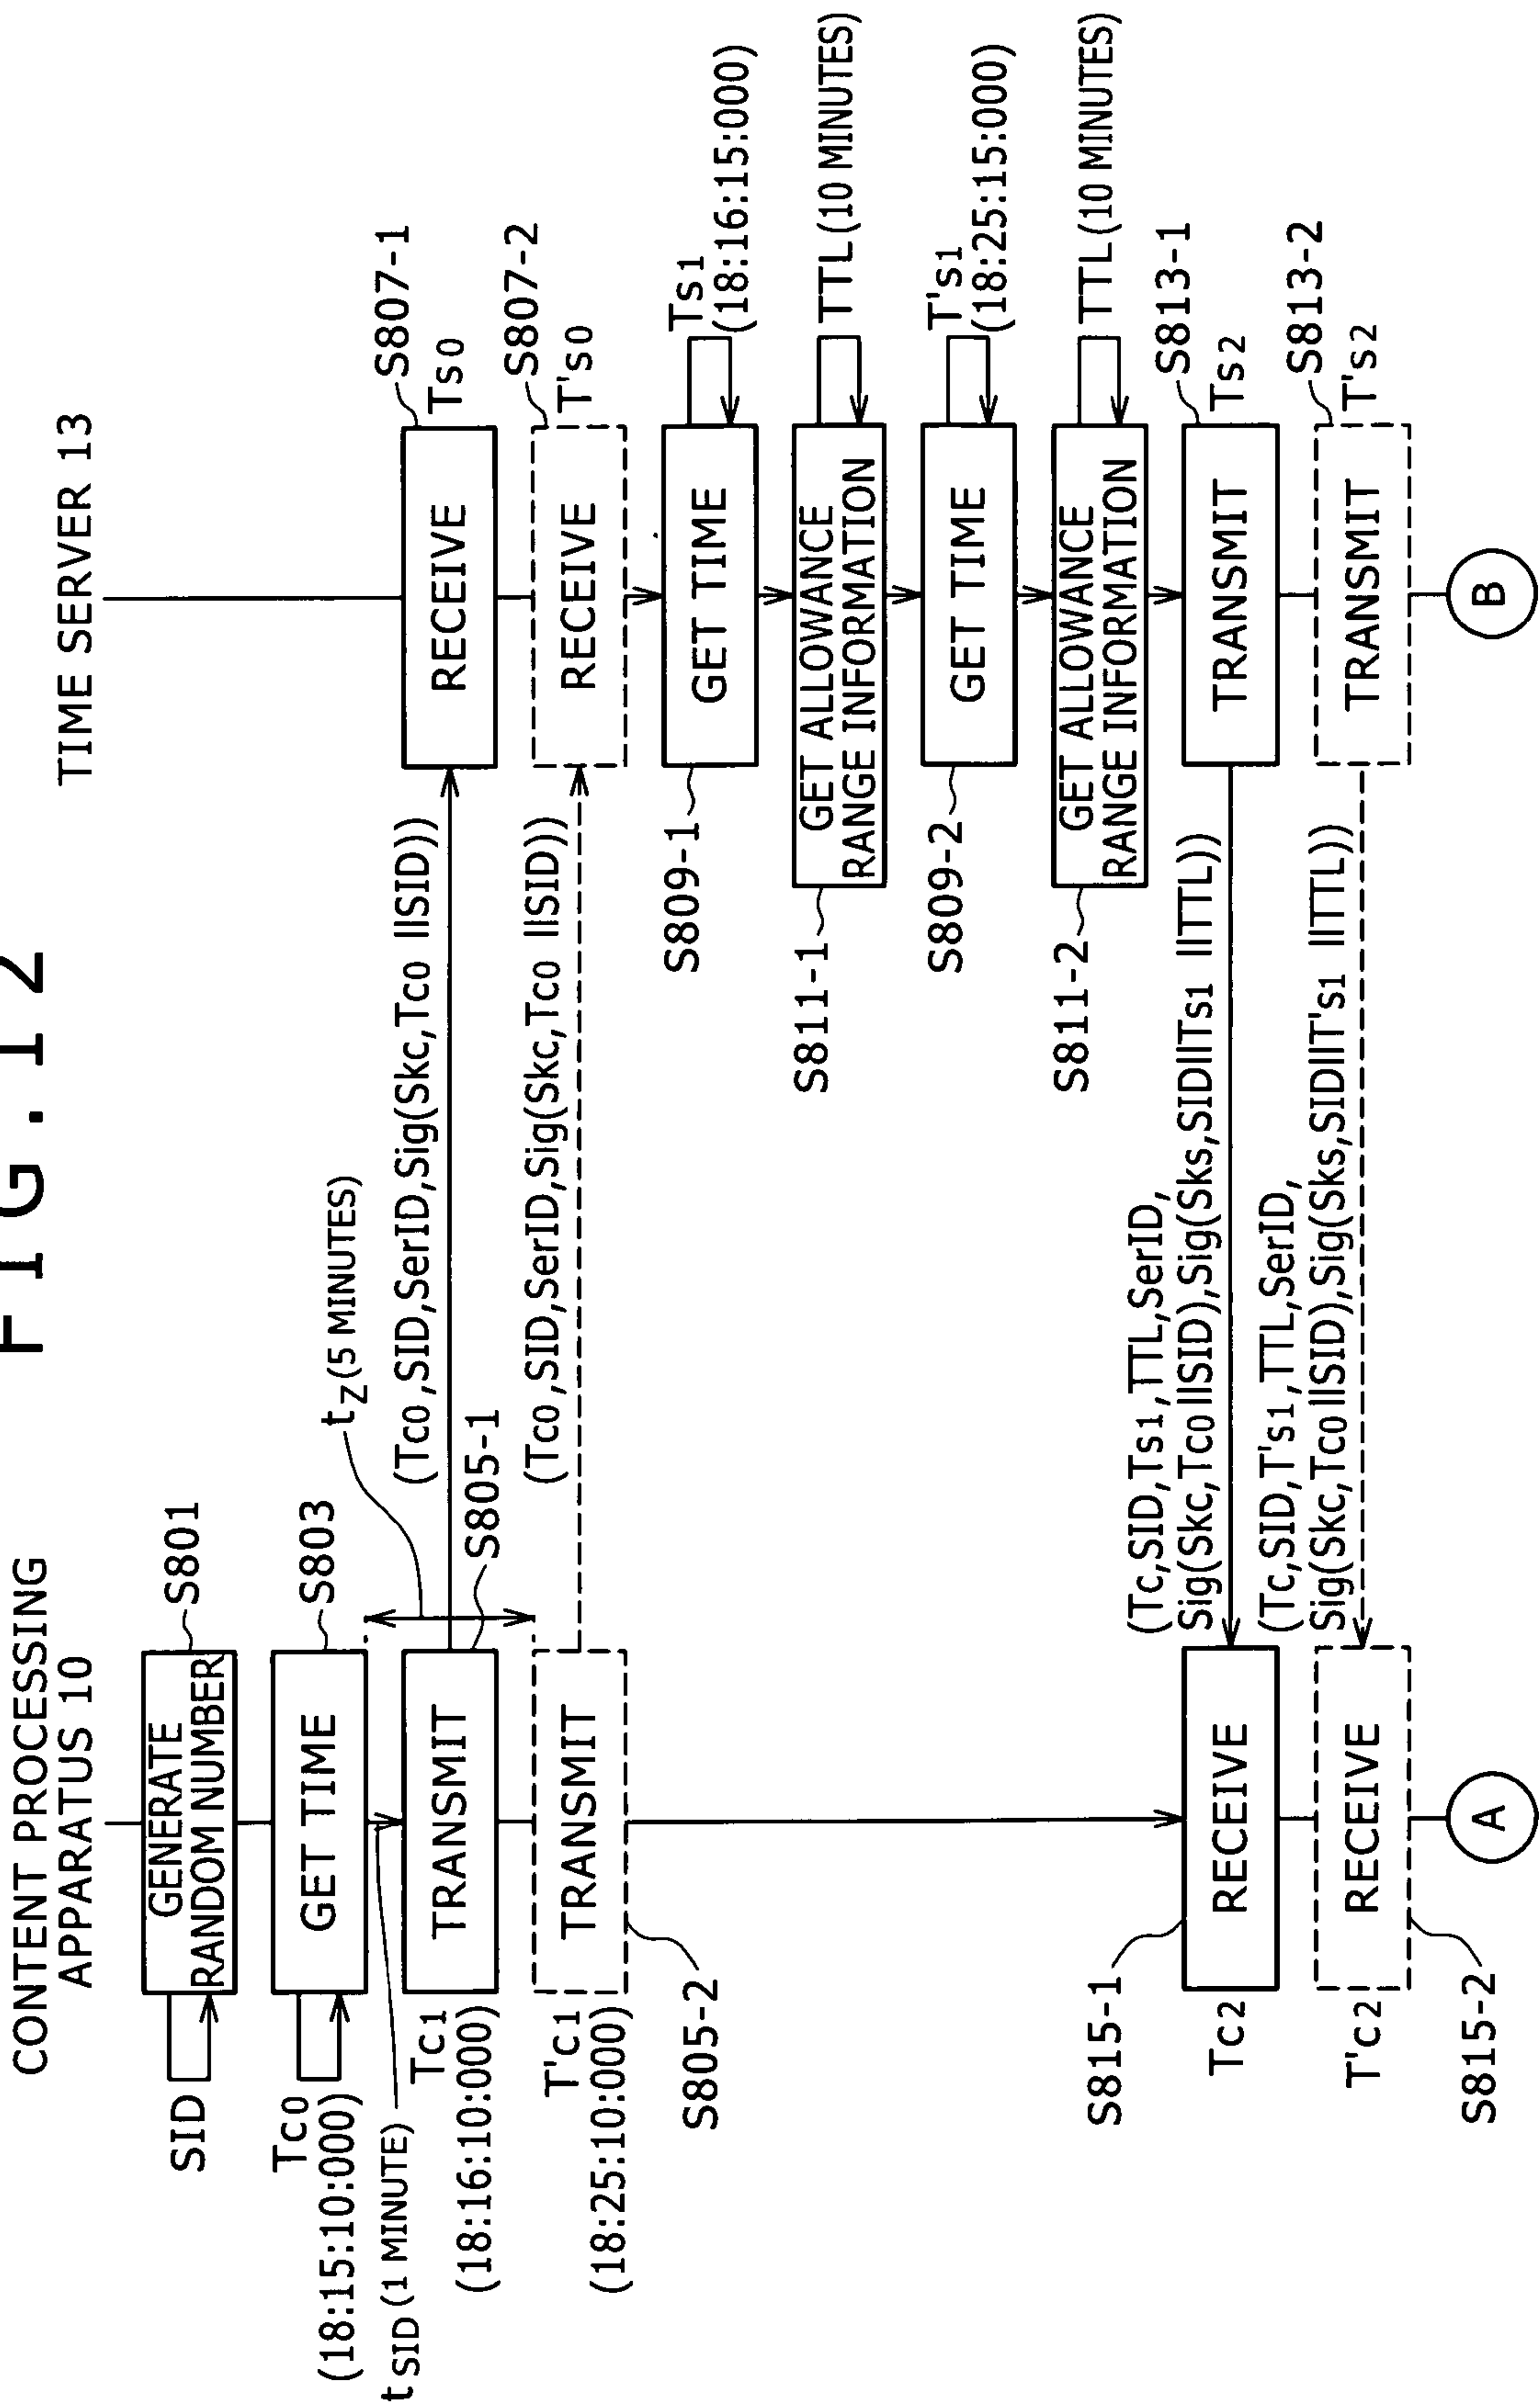 FIG.12
CONTENT PROCESSING
APPARATUS 10
TIME SERVER 13
SID
GENERATE
RANDOM NUMBER
S801
Tc0
(18:15:10:000)
GET TIME
S803
tSID (1 MINUTE)
tZ (5 MINUTES)
Tc1
(18:16:10:000)
TRANSMIT
S805-1
(Tc0,SID,SerID,Sig(Skc,Tc0 ||SID))
RECEIVE
S807-1
Ts0
T'c1
(18:25:10:000)
TRANSMIT
S805-2
(Tc0,SID,SerID,Sig(Skc,Tc0 ||SID))
RECEIVE
S807-2
T's0
S809-1
GET TIME
Ts1
(18:16:15:000)
S811-1
GET ALLOWANCE
RANGE INFORMATION
TTL(10 MINUTES)
S809-2
GET TIME
T's1
(18:25:15:000)
S811-2
GET ALLOWANCE
RANGE INFORMATION
TTL(10 MINUTES)
S815-1
Tc2
RECEIVE
(Tc,SID,Ts1,TTL,SerID,
Sig(Skc,Tc0||SID),Sig(Sks,SID||Ts1 ||TTL))
TRANSMIT
S813-1
Ts2
T'c2
S815-2
RECEIVE
(Tc,SID,T's1,TTL,SerID,
Sig(Skc,Tc0||SID),Sig(Sks,SID||T's1 ||TTL))
TRANSMIT
S813-2
T's2
A
B